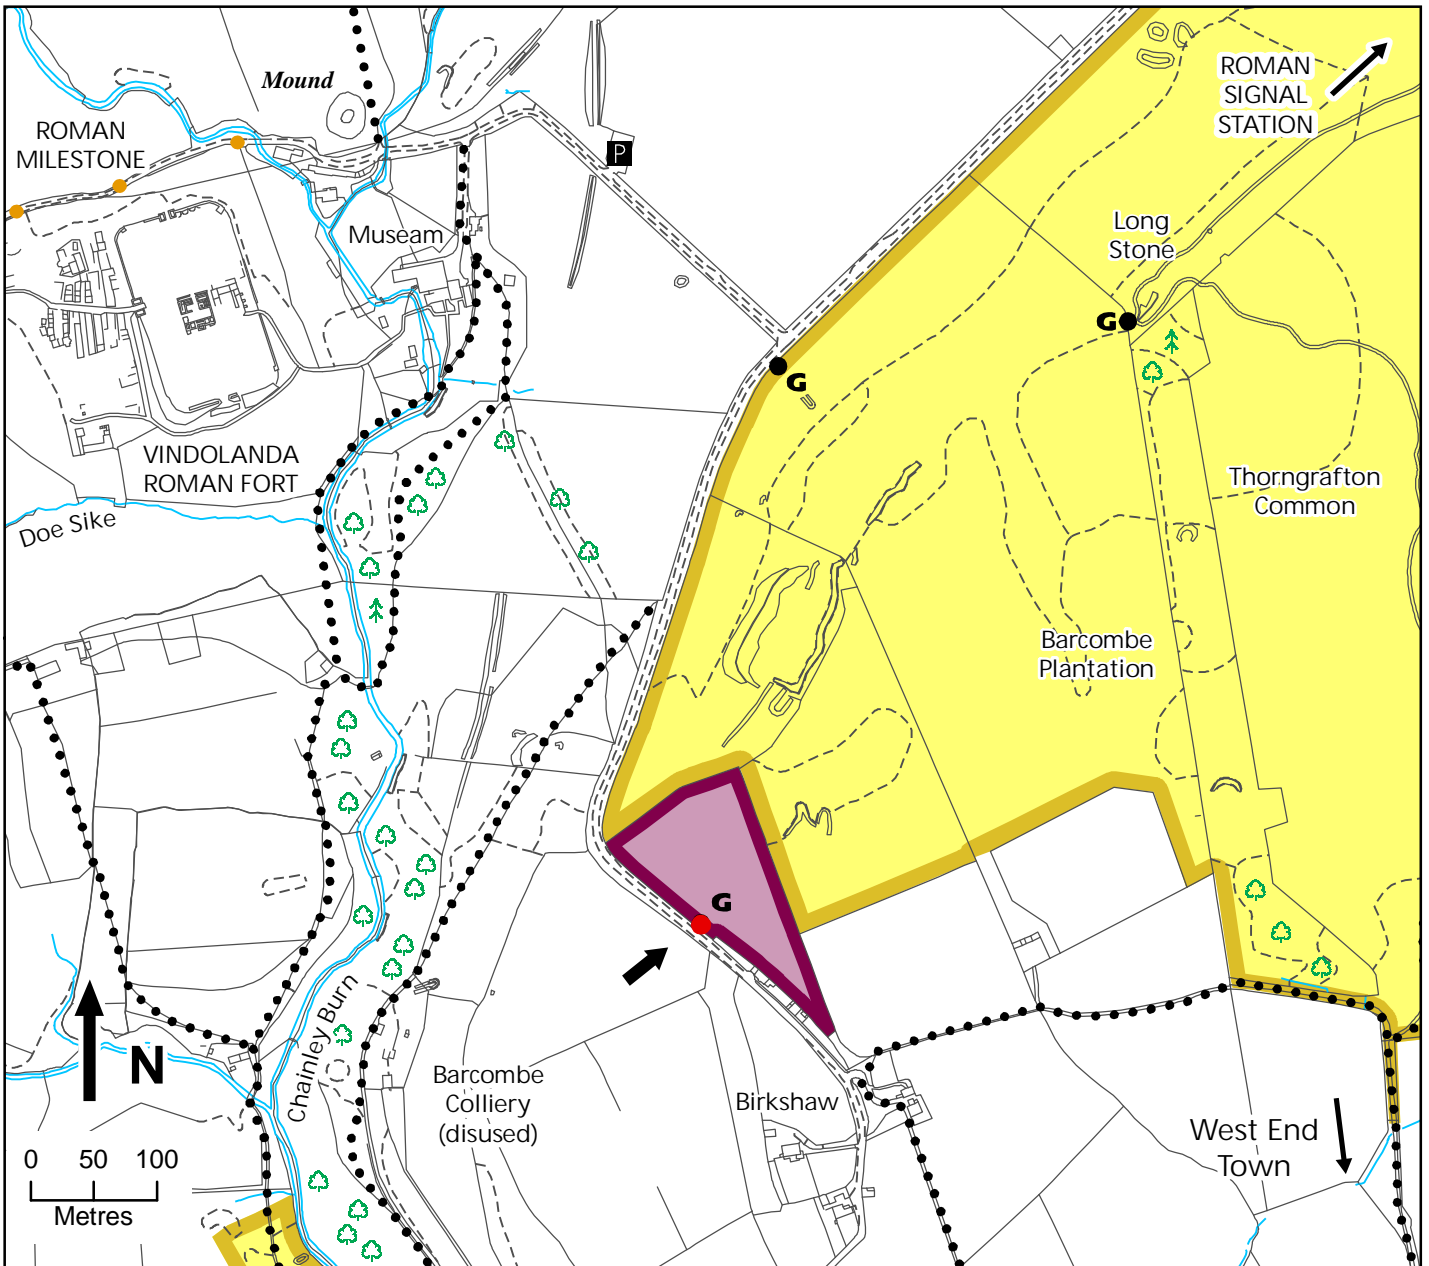 Mound
ROMAN
MILESTONE
P
ROMAN
SIGNAL
STATION
Museam
Long
Stone
G
G
VINDOLANDA
ROMAN FORT
Doe Sike
Thorngrafton
Common
Barcombe
Plantation
G
Chainley Burn
N
Barcombe
Colliery
(disused)
Birkshaw
West End
Town
0 50 100
Metres